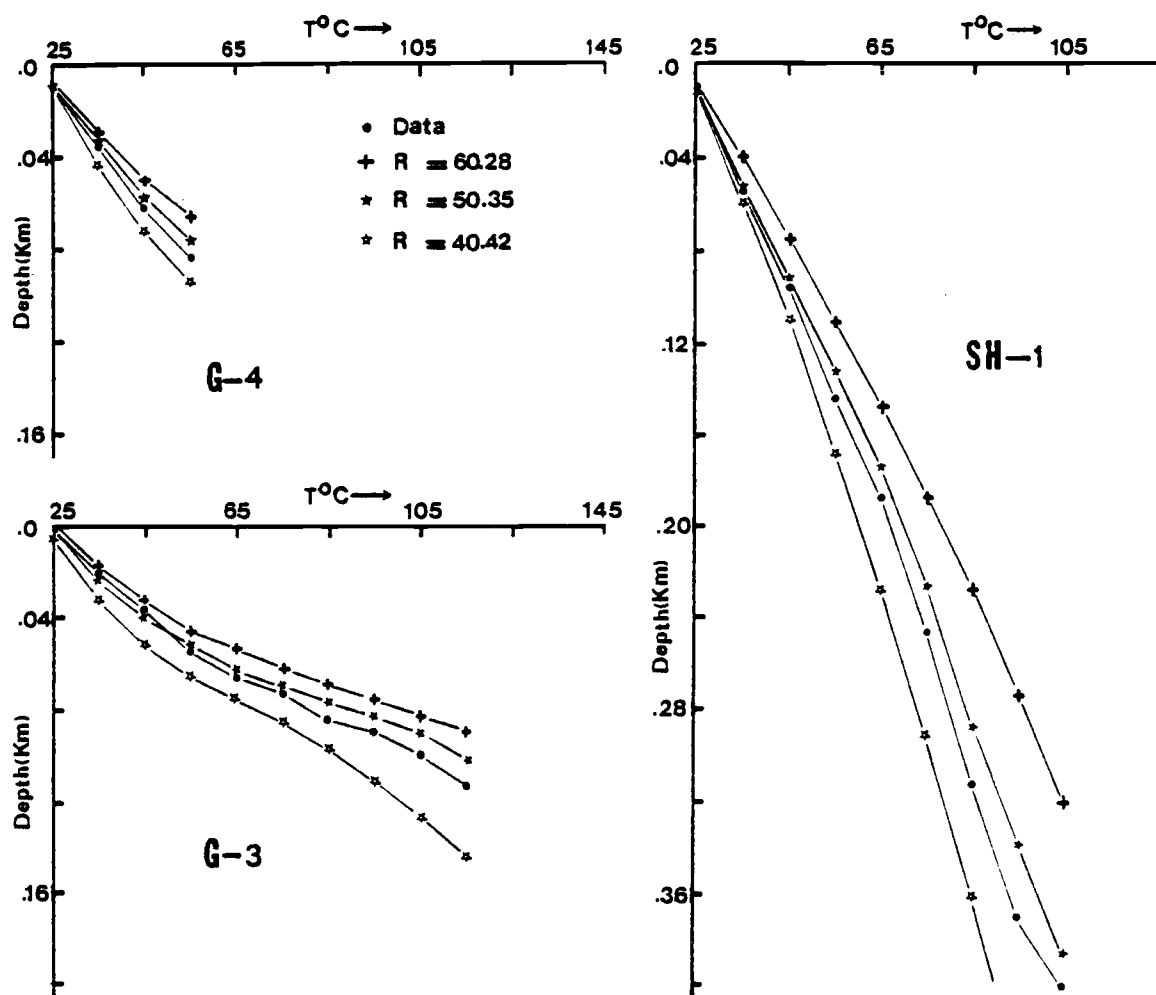 T°C→
25 65 105 145
.0
.04
.16
Depth(Km)
• Data
+ R = 60.28
★ R = 50.35
☆ R = 40.42
G-4
T°C→
25 65 105 145
.0
.04
.16
Depth(Km)
G-3
T°C→
25 65 105
.0
.04
.12
.20
.28
.36
Depth(Km)
SH-1